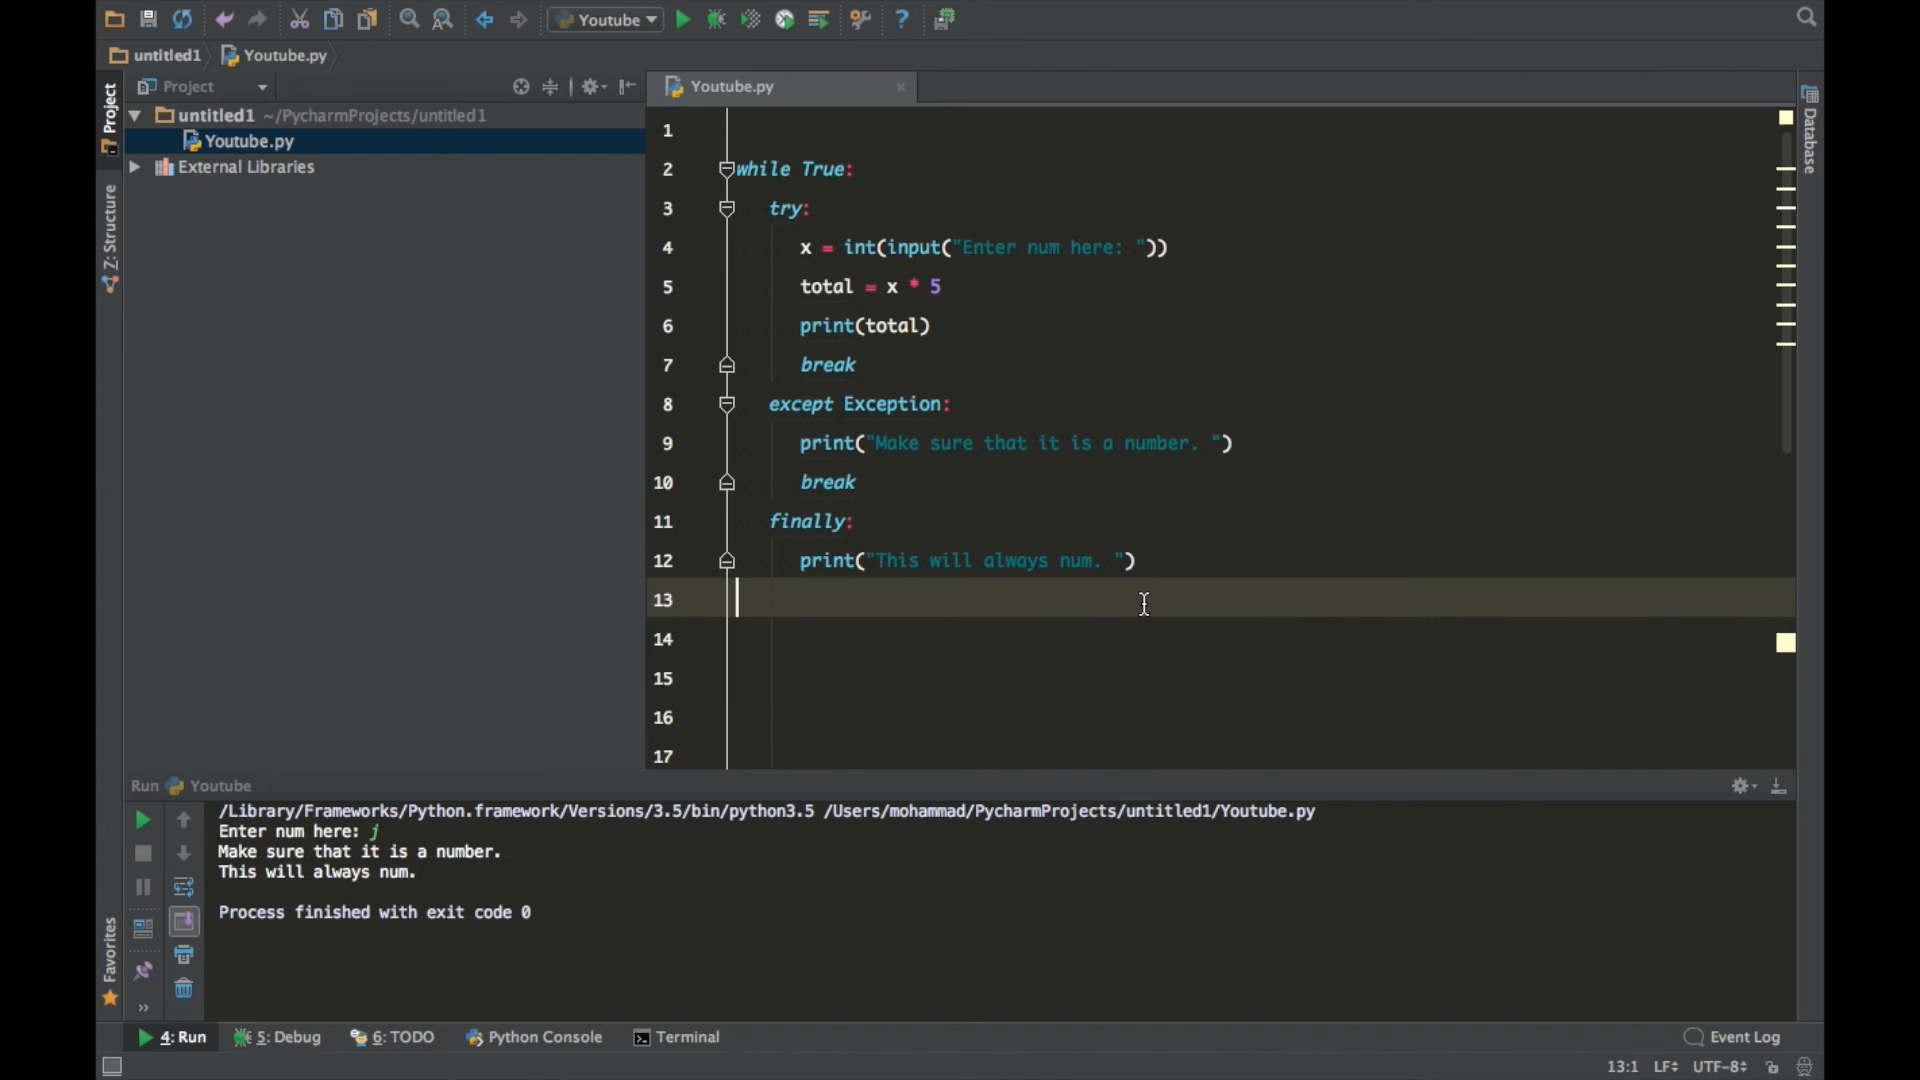 Youtube
untitled1
Youtube.py
Project
Youtube.py
Project
untitled1 ~/PycharmProjects/untitled1
Youtube.py
External Libraries
Z: Structure
Favorites
Database
1
2 while True:
3 try:
4 x = int(input("Enter num here: "))
5 total = x * 5
6 print(total)
7 break
8 except Exception:
9 print("Make sure that it is a number. ")
10 break
11 finally:
12 print("This will always num. ")
13
14
15
16
17
Run Youtube
/Library/Frameworks/Python.framework/Versions/3.5/bin/python3.5 /Users/mohammad/PycharmProjects/untitled1/Youtube.py
Enter num here: j
Make sure that it is a number.
This will always num.
Process finished with exit code 0
4: Run
5: Debug
6: TODO
Python Console
Terminal
Event Log
13:1 LF UTF-8